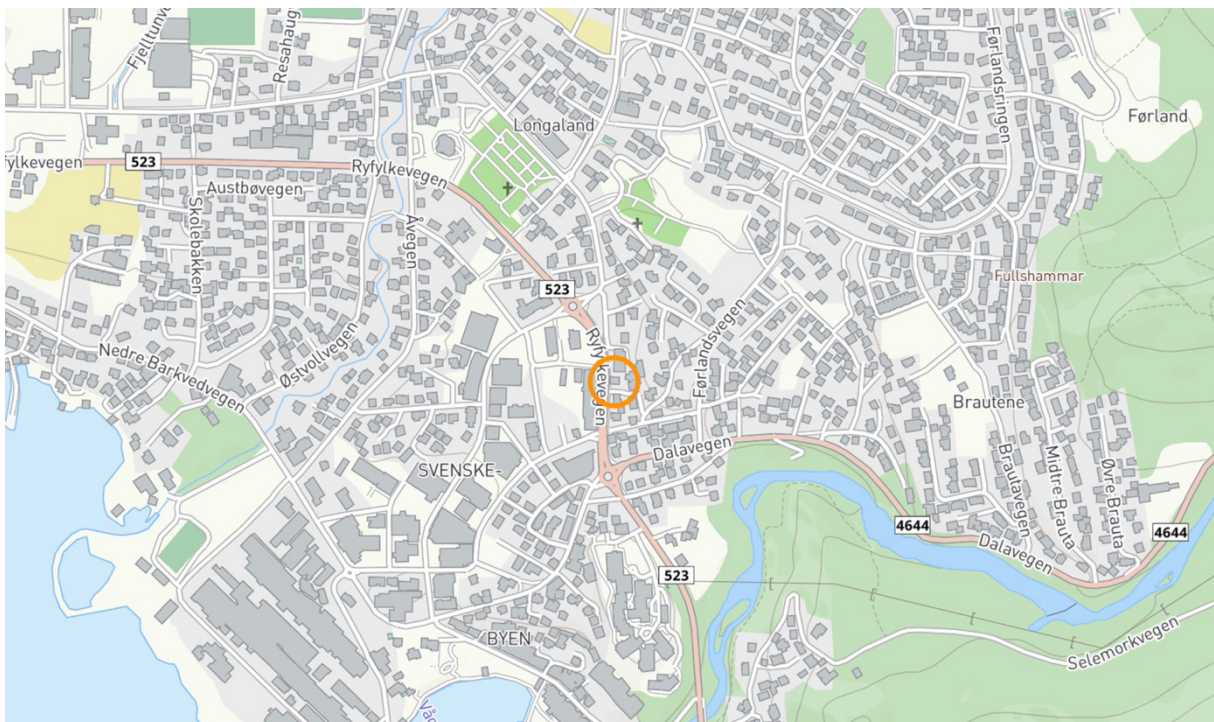 Fjelltunv
Resahaug
Førlandsringen
Førland
Longaland
ylkevegen
523
Ryfylkevegen
Austbøvegen
Skolebakken
Åvegen
Fullshammar
523
Nedre Barkvedvegen
Østvollvegen
Ryfylkevegen
Førlandsvegen
Brautene
Dalavegen
SVENSKE-
Brautavegen
Midtre Brauta
Øvre Brauta
4644
4644
Dalavegen
523
BYEN
Selemorkvegen
Våg